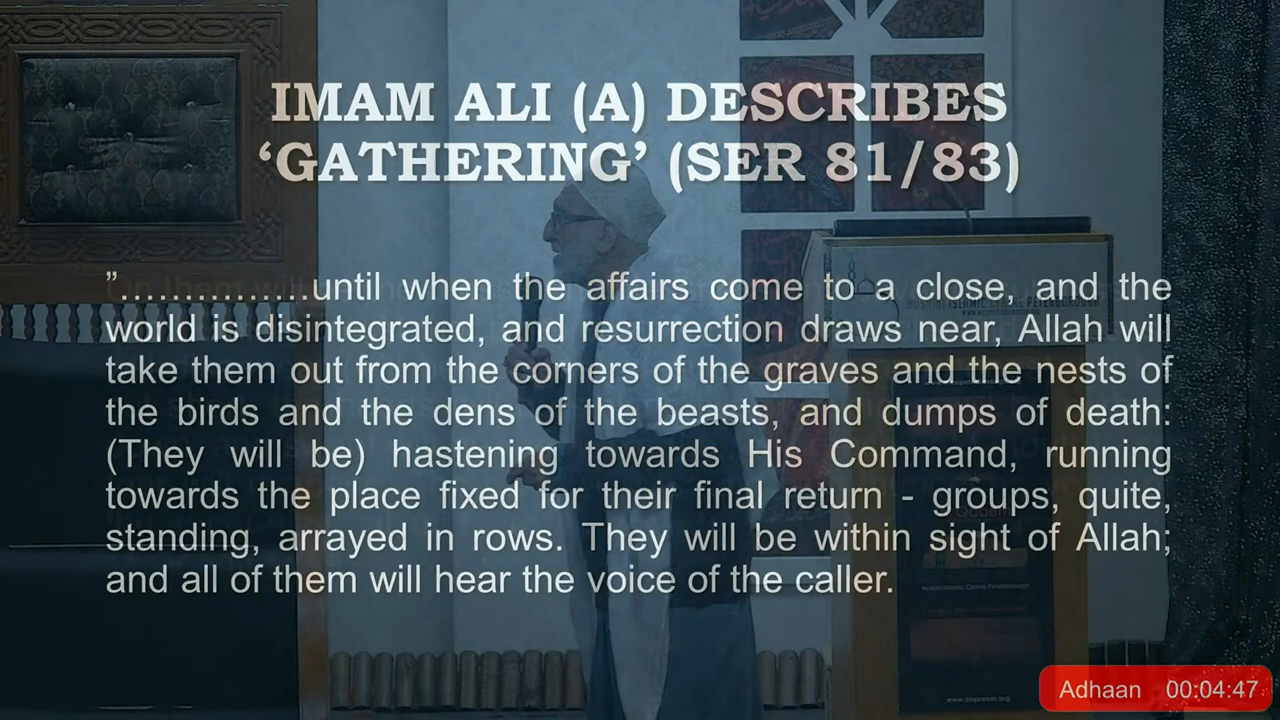 IMAM ALI (A) DESCRIBES
‘GATHERING’ (SER 81/83)
”……………..until when the affairs come to a close, and the
world is disintegrated, and resurrection draws near, Allah will
take them out from the corners of the graves and the nests of
the birds and the dens of the beasts, and dumps of death:
(They will be) hastening towards His Command, running
towards the place fixed for their final return - groups, quite,
standing, arrayed in rows. They will be within sight of Allah;
and all of them will hear the voice of the caller.
Adhaan 00:04:47